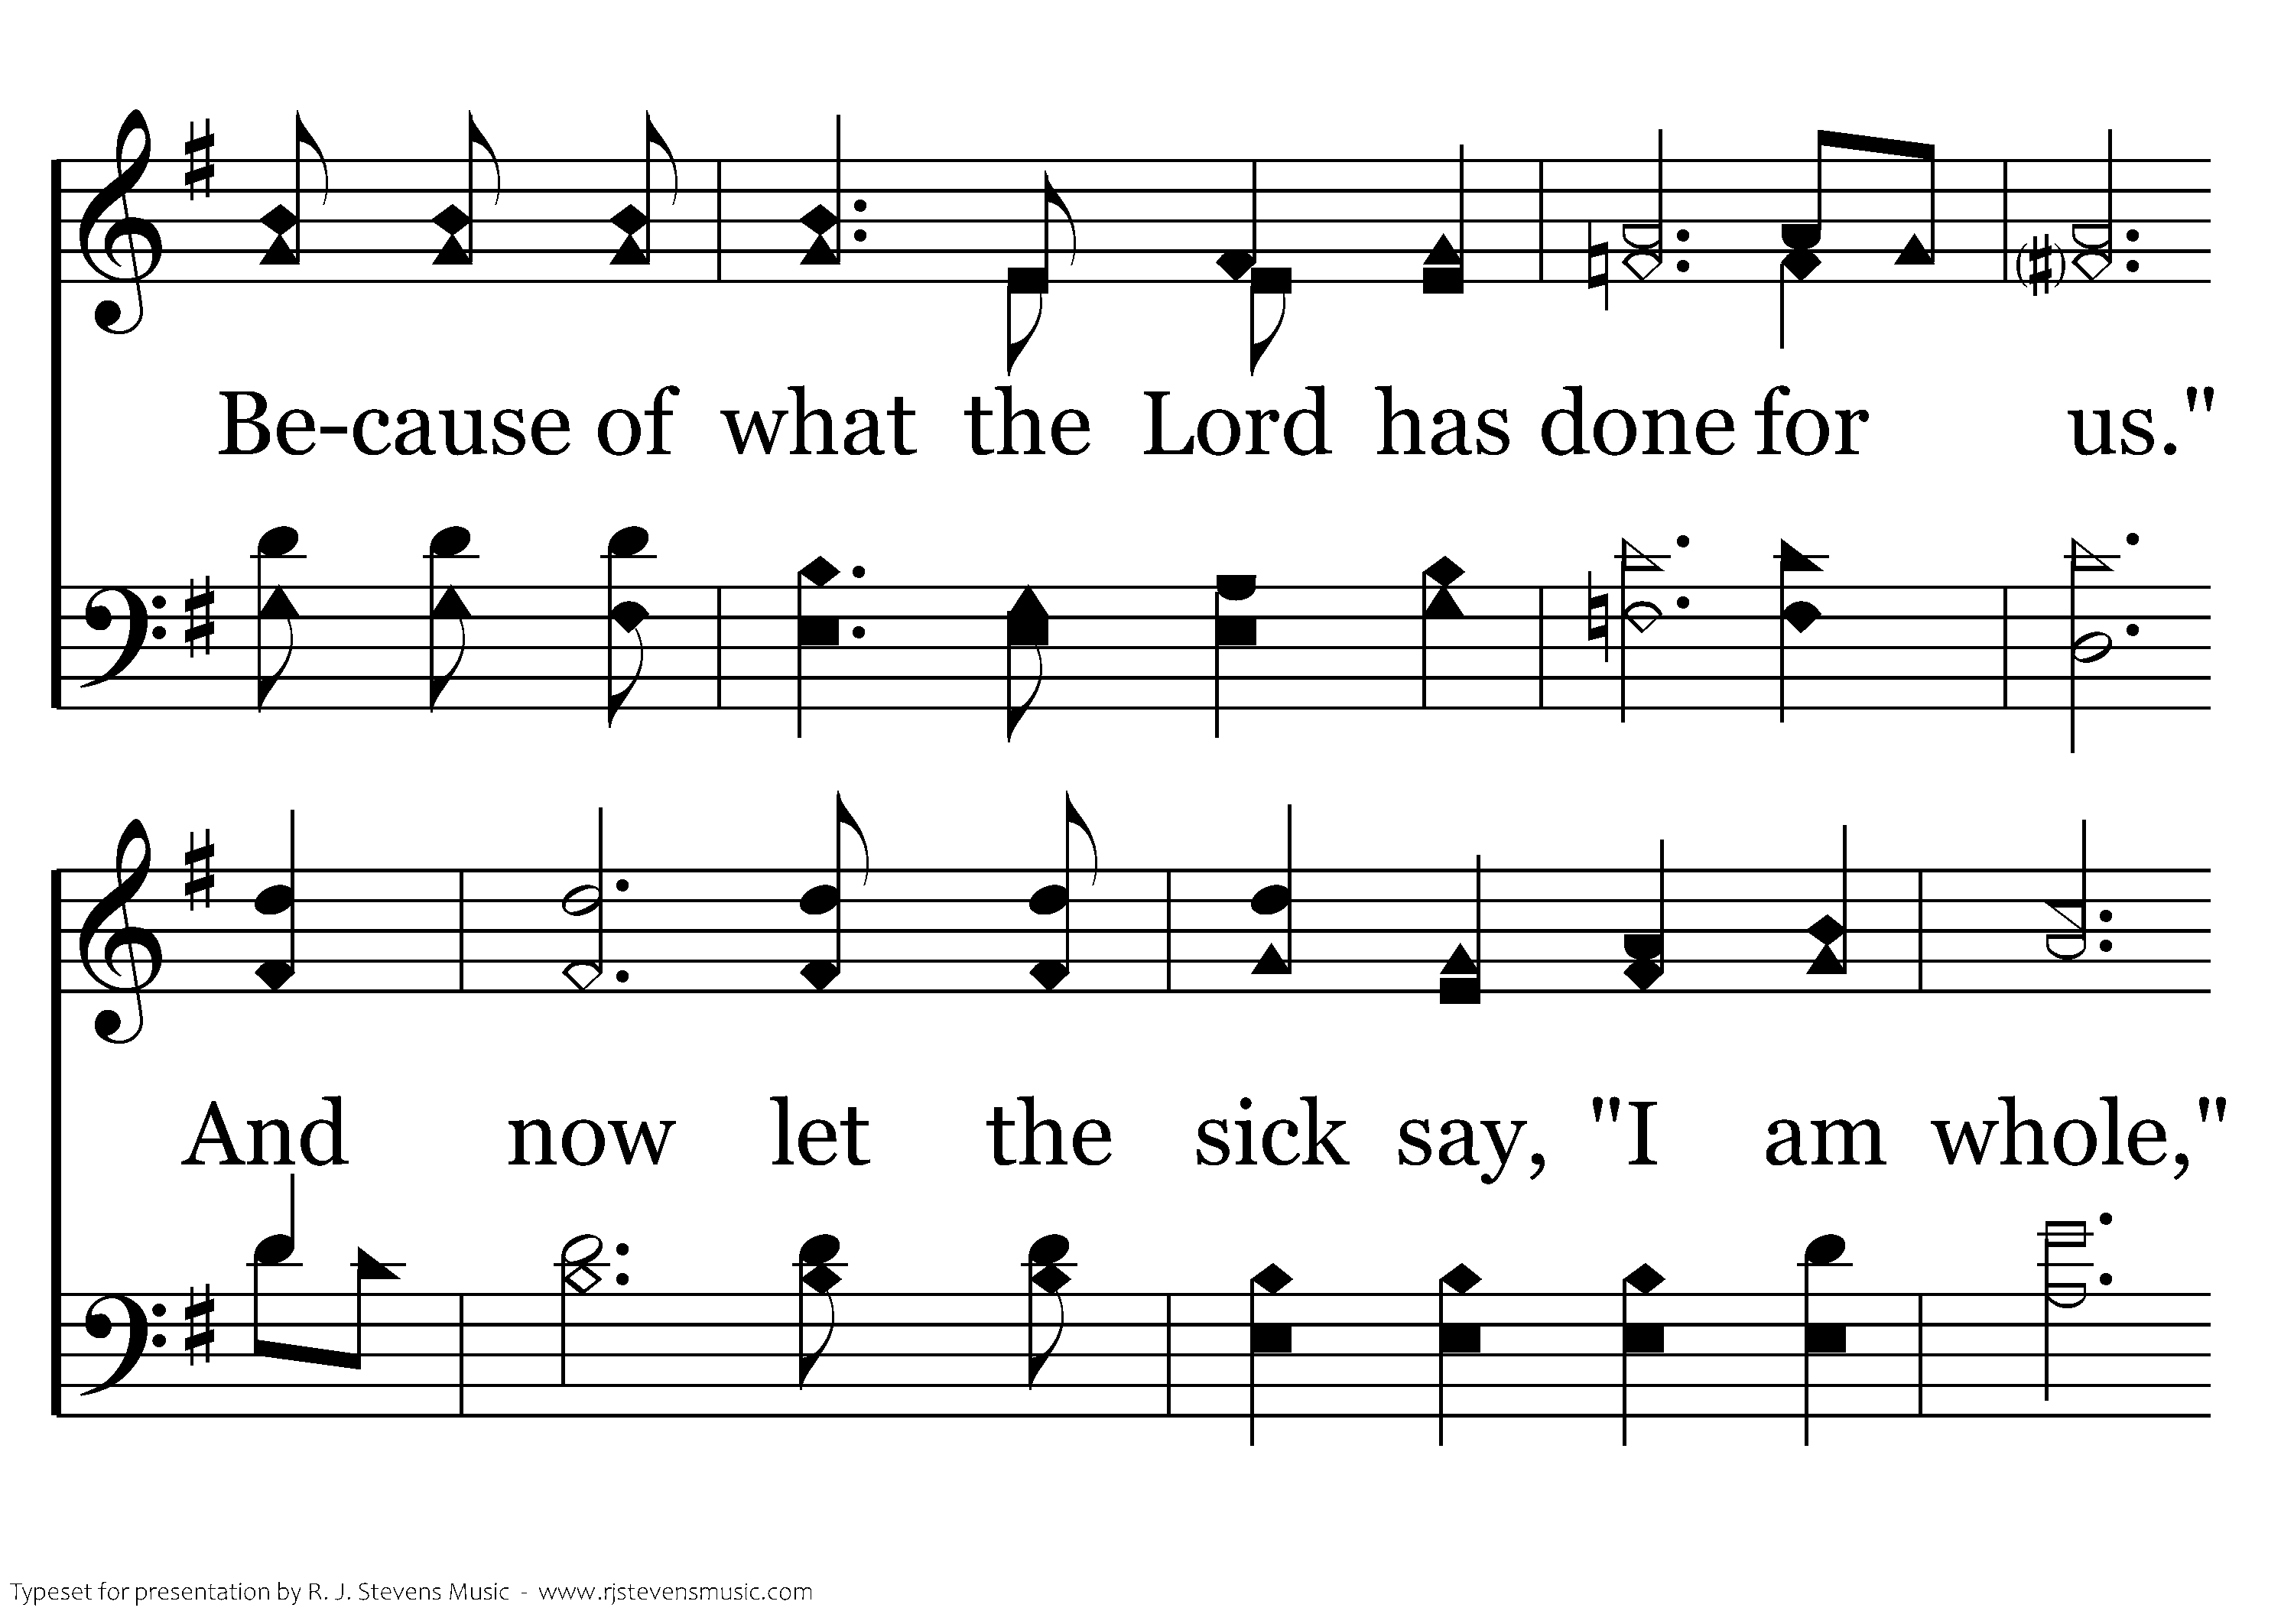 Be-cause of what the Lord has done for us."
And now let the sick say, "I am whole,"
Typeset for presentation by R. J. Stevens Music - www.rjstevensmusic.com